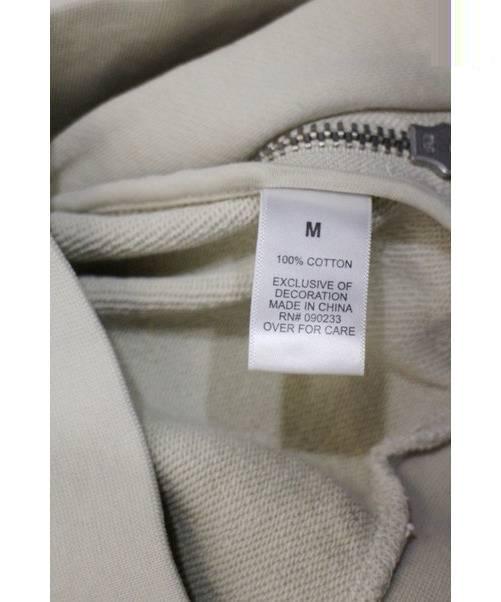 M
100% COTTON
EXCLUSIVE OF
DECORATION
MADE IN CHINA
RN# 090233
OVER FOR CARE